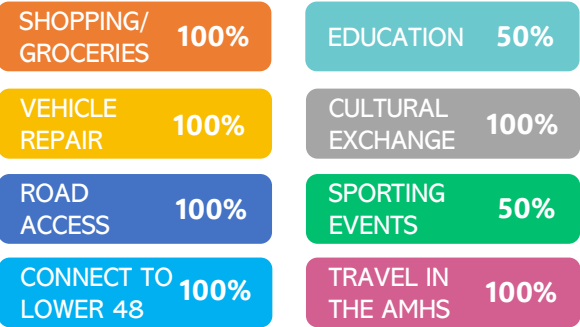 SHOPPING/
GROCERIES
100%
EDUCATION 50%
VEHICLE
REPAIR
100%
CULTURAL
EXCHANGE
100%
ROAD
ACCESS
100%
SPORTING
EVENTS
50%
CONNECT TO
LOWER 48
100%
TRAVEL IN
THE AMHS
100%